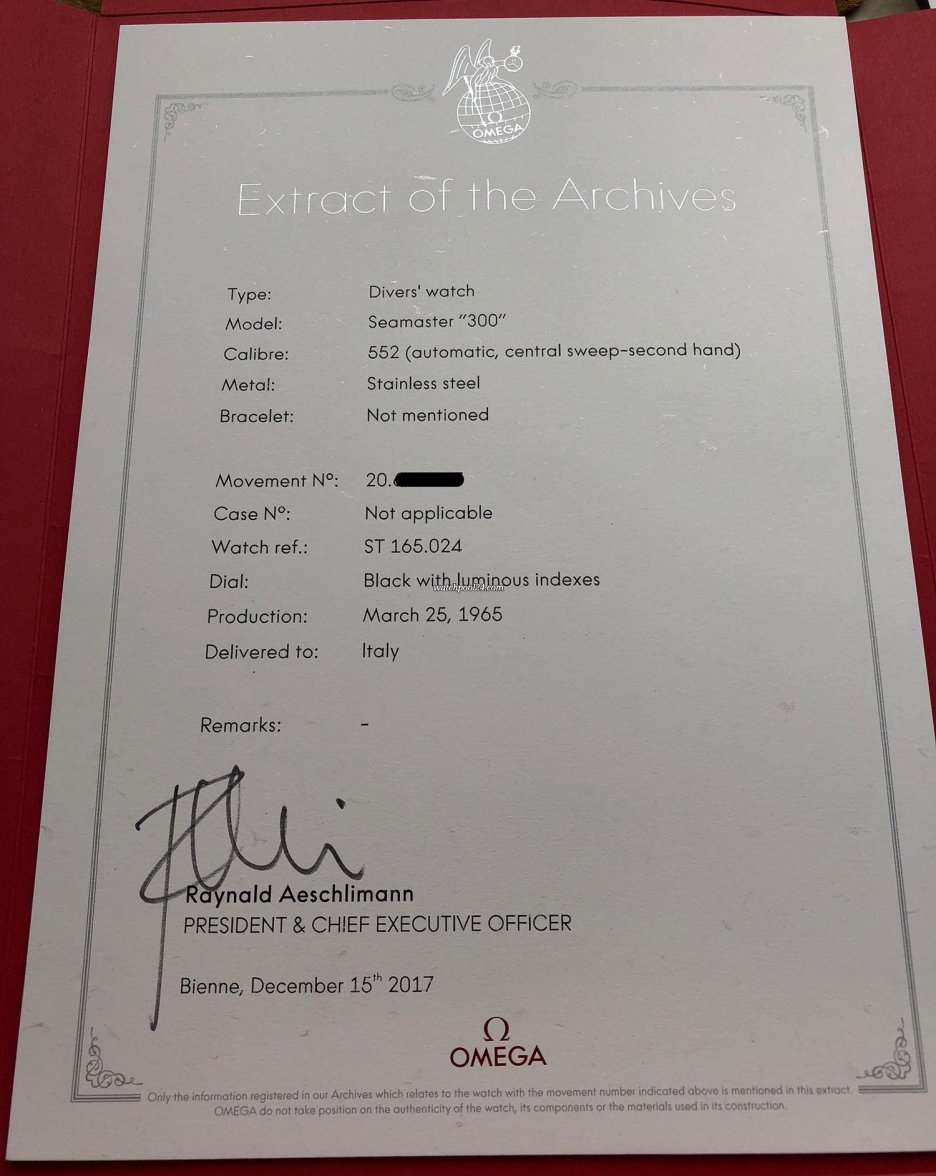 Ω
OMEGA
Extract of the Archives
Type: Divers' watch
Model: Seamaster "300"
Calibre: 552 (automatic, central sweep-second hand)
Metal: Stainless steel
Bracelet: Not mentioned
Movement Nº: 20.
Case Nº: Not applicable
Watch ref.: ST 165.024
Dial: Black with luminous indexes
watchpool24.com
Production: March 25, 1965
Delivered to: Italy
Remarks: -
Raynald Aeschlimann
PRESIDENT & CHIEF EXECUTIVE OFFICER
Bienne, December 15th 2017
Ω
OMEGA
Only the information registered in our Archives which relates to the watch with the movement number indicated above is mentioned in this extract.
OMEGA do not take position on the authenticity of the watch, its components or the materials used in its construction.